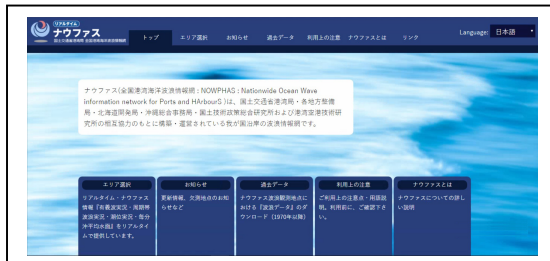 リアルタイム
ナウファス
国土交通省港湾局 全国港湾海洋波浪情報網
トップ エリア選択 お知らせ 過去データ 利用上の注意 ナウファスとは リンク Language: 日本語
ナウファス(全国港湾海洋波浪情報網：NOWPHAS：Nationwide Ocean Wave
information network for Ports and HArbourS )は、国土交通省港湾局・各地方整備
局・北海道開発局・沖縄総合事務局・国土技術政策総合研究所および港湾空港技術研
究所の相互協力のもとに構築・運営されている我が国沿岸の波浪情報網です。
エリア選択
リアルタイム・ナウファス
情報『有義波実況・周期帯
波浪実況・潮位実況・毎分
沖平均水面』をリアルタイ
ムで提供しています。
お知らせ
更新情報、欠測地点のお知
らせなど
過去データ
ナウファス波浪観測地点に
おける『波浪データ』のダ
ウンロード（1970年以降）
利用上の注意
ご利用上の注意点・用語説
明。利用前に、ご確認下さ
い。
ナウファスとは
ナウファスについての詳し
い説明